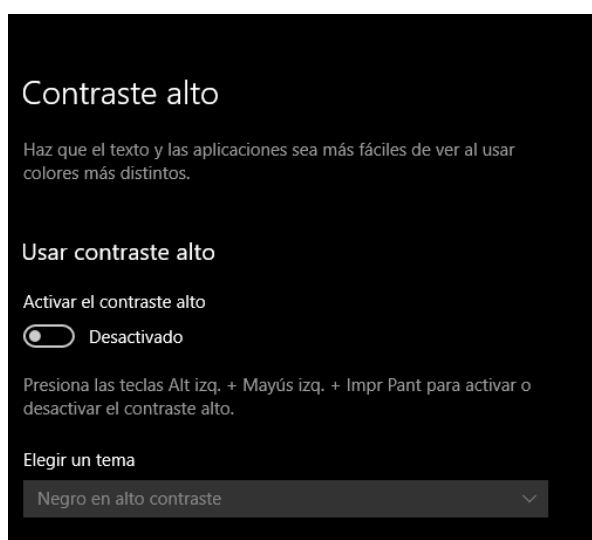 Contraste alto
Haz que el texto y las aplicaciones sea más fáciles de ver al usar
colores más distintos.
Usar contraste alto
Activar el contraste alto
Desactivado
Presiona las teclas Alt izq. + Mayús izq. + Impr Pant para activar o
desactivar el contraste alto.
Elegir un tema
Negro en alto contraste